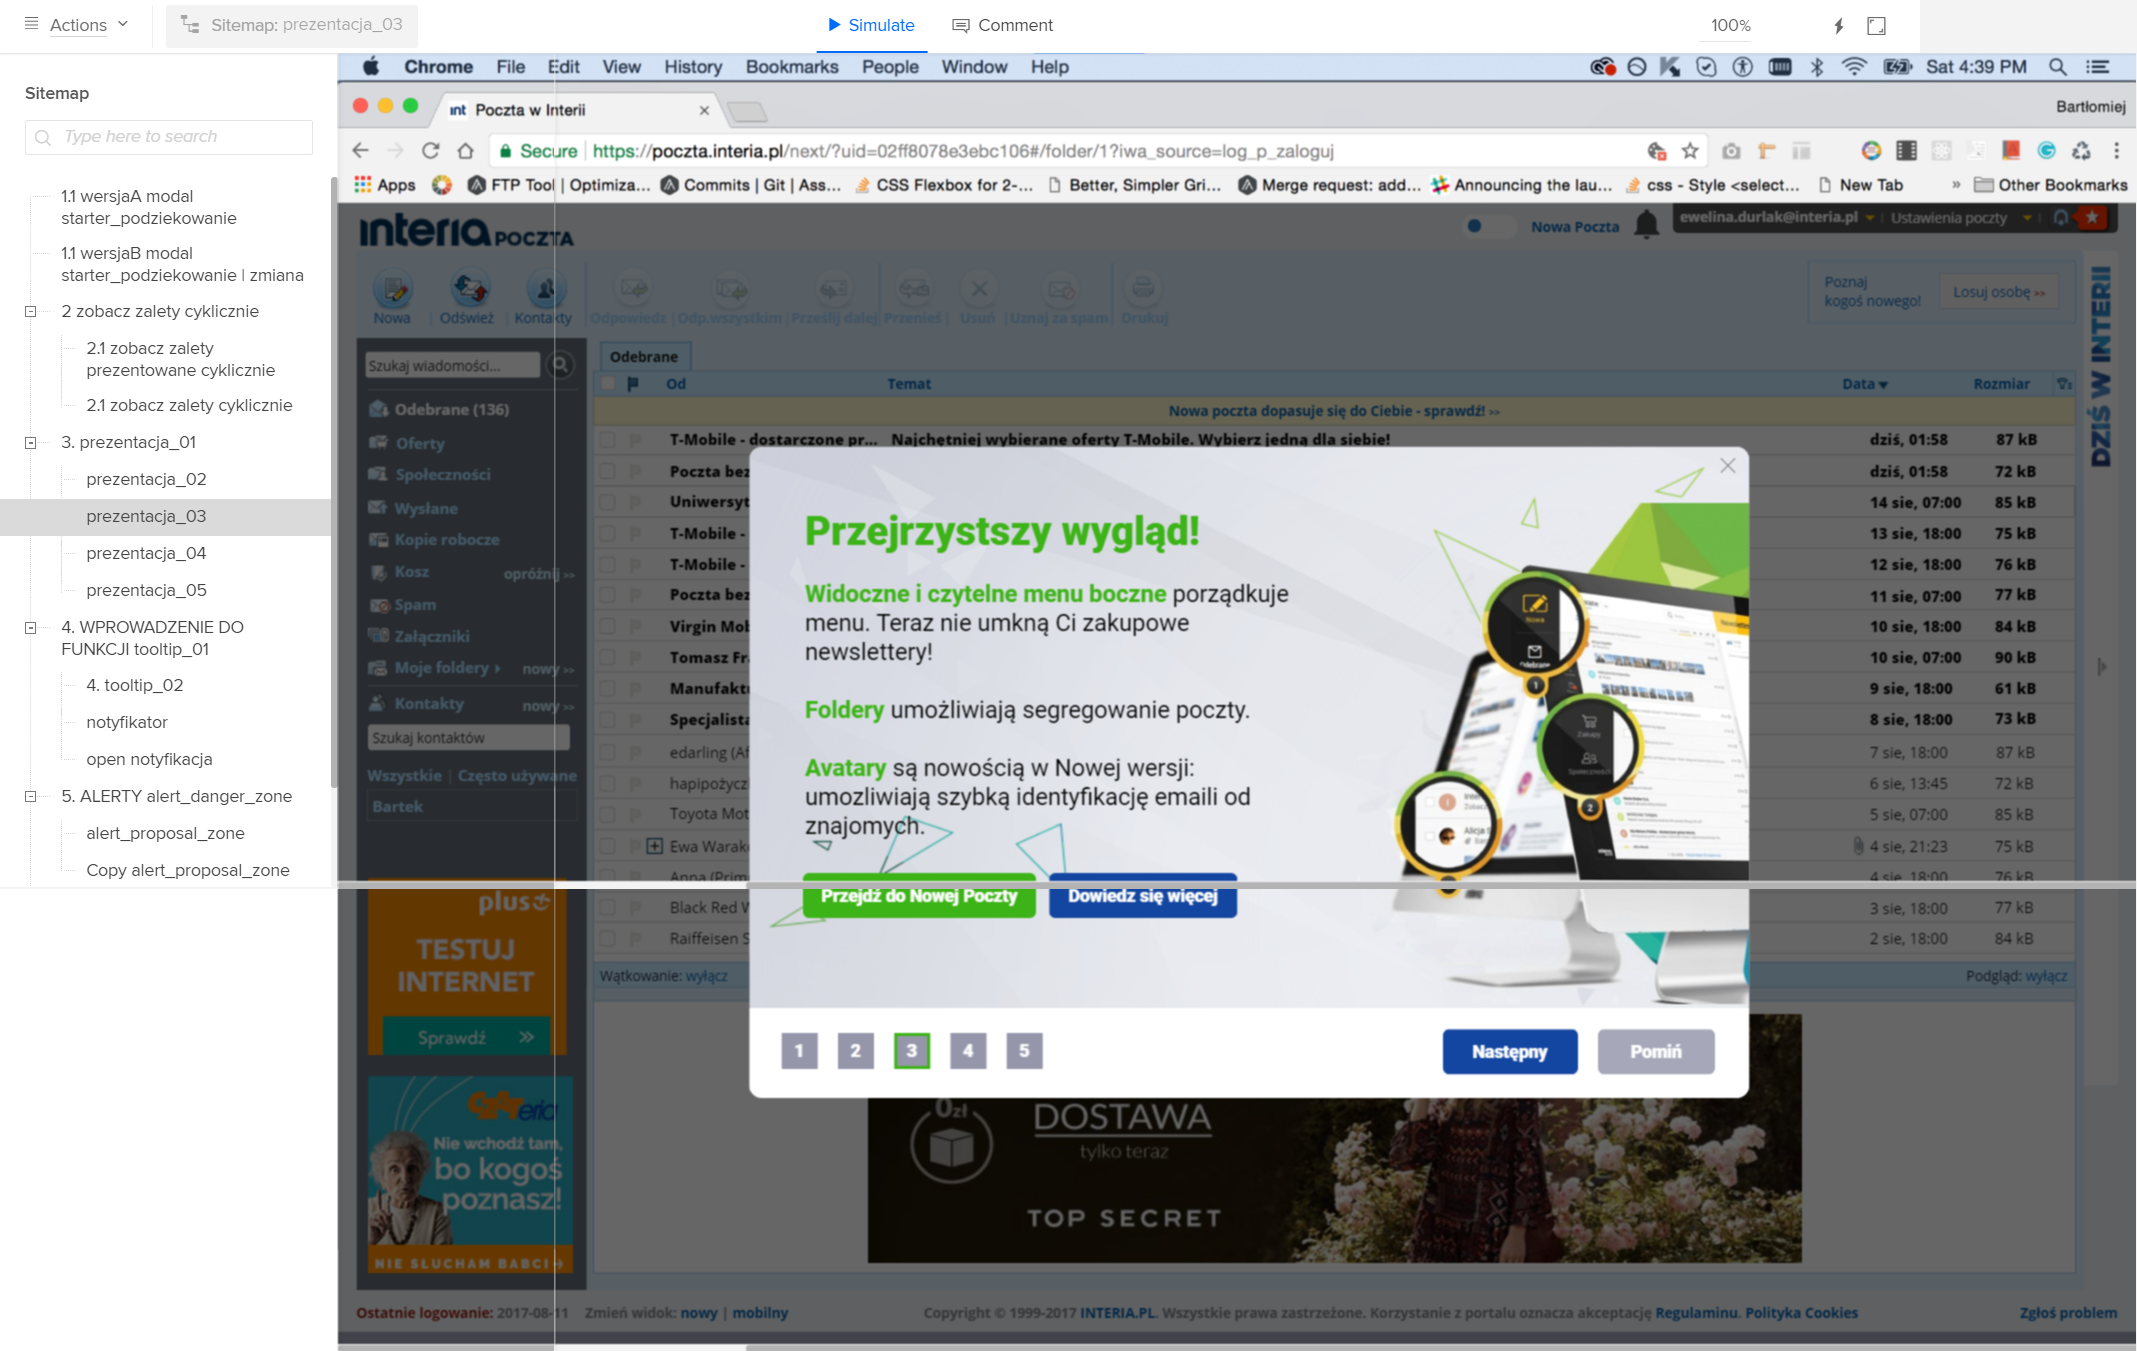 Actions
Sitemap: prezentacja_03
Simulate
Comment
100%
Sitemap
Type here to search
1.1 wersjaA modal
starter_podziekowanie
1.1 wersjaB modal
starter_podziekowanie | zmiana
2 zobacz zalety cyklicznie
2.1 zobacz zalety
prezentowane cyklicznie
2.1 zobacz zalety cyklicznie
3. prezentacja_01
prezentacja_02
prezentacja_03
prezentacja_04
prezentacja_05
4. WPROWADZENIE DO
FUNKCJI tooltip_01
4. tooltip_02
notyfikator
open notyfikacja
5. ALERTY alert_danger_zone
alert_proposal_zone
Copy alert_proposal_zone
Chrome File Edit View History Bookmarks People Window Help
Sat 4:39 PM
int Poczta w Interii
Bartłomiej
Secure https://poczta.interia.pl/next/?uid=02ff8078e3ebc106#/folder/1?iwa_source=log_p_zaloguj
Apps FTP Tool | Optimiza... Commits | Git | Ass... CSS Flexbox for 2-... Better, Simpler Gri... Merge request: add... Announcing the lau... css - Style <select... New Tab » Other Bookmarks
interia POCZTA
Nowa Poczta
ewelina.durlak@interia.pl | Ustawienia poczty
Nowa | Odśwież | Kontakty
Odpowiedz | Odp.wszystkim | Prześlij dalej | Przenieś | Usuń | Uznaj za spam | Drukuj
Poznaj
kogoś nowego!
Losuj osobę >>
DZIŚ W INTERII
Szukaj wiadomości...
Odebrane (136)
Oferty
Społeczności
Wysłane
Kopie robocze
Kosz opróżnij >>
Spam
Załączniki
Moje foldery nowy >>
Kontakty nowy >>
Szukaj kontaktów
Wszystkie | Często używane
Bartek
plus+
TESTUJ
INTERNET
Sprawdź »
GAteria
Nie wchodź tam,
bo kogoś
poznasz!
NIE SŁUCHAM BABCI
Odebrane
Od Temat Data Rozmiar
Nowa poczta dopasuje się do Ciebie - sprawdź! >>
T-Mobile - dostarczone pr... Najchętniej wybierane oferty T-Mobile. Wybierz jedną dla siebie! dziś, 01:58 87 kB
Poczta bez dziś, 01:58 72 kB
Uniwersyt 14 sie, 07:00 85 kB
T-Mobile - 13 sie, 18:00 75 kB
T-Mobile - 12 sie, 18:00 76 kB
Poczta bez 11 sie, 07:00 77 kB
Virgin Mob 10 sie, 18:00 84 kB
Tomasz Fra 10 sie, 07:00 90 kB
Manufaktu 9 sie, 18:00 61 kB
Specjalista 8 sie, 18:00 73 kB
edarling (Af 7 sie, 18:00 87 kB
hapipożycz 6 sie, 13:45 72 kB
Toyota Mot 5 sie, 07:00 85 kB
Ewa Warako 4 sie, 21:23 75 kB
Anna (Prim 4 sie, 18:00 76 kB
Black Red W 3 sie, 18:00 77 kB
Raiffeisen S 2 sie, 18:00 84 kB
Wątkowanie: wyłącz
Podgląd: wyłącz
Przejrzystszy wygląd!
Widoczne i czytelne menu boczne porządkuje
menu. Teraz nie umkną Ci zakupowe
newslettery!
Foldery umożliwiają segregowanie poczty.
Avatary są nowością w Nowej wersji:
umozliwiają szybką identyfikację emaili od
znajomych.
Przejdź do Nowej Poczty
Dowiedz się więcej
Nowa
Odebrane
1
Zakupy
Społeczności
2
Alicja
1 2 3 4 5
Następny
Pomiń
0zł
DOSTAWA
tylko teraz
TOP SECRET
Ostatnie logowanie: 2017-08-11 Zmień widok: nowy | mobilny
Copyright © 1999-2017 INTERIA.PL. Wszystkie prawa zastrzeżone. Korzystanie z portalu oznacza akceptację Regulaminu. Polityka Cookies
Zgłoś problem